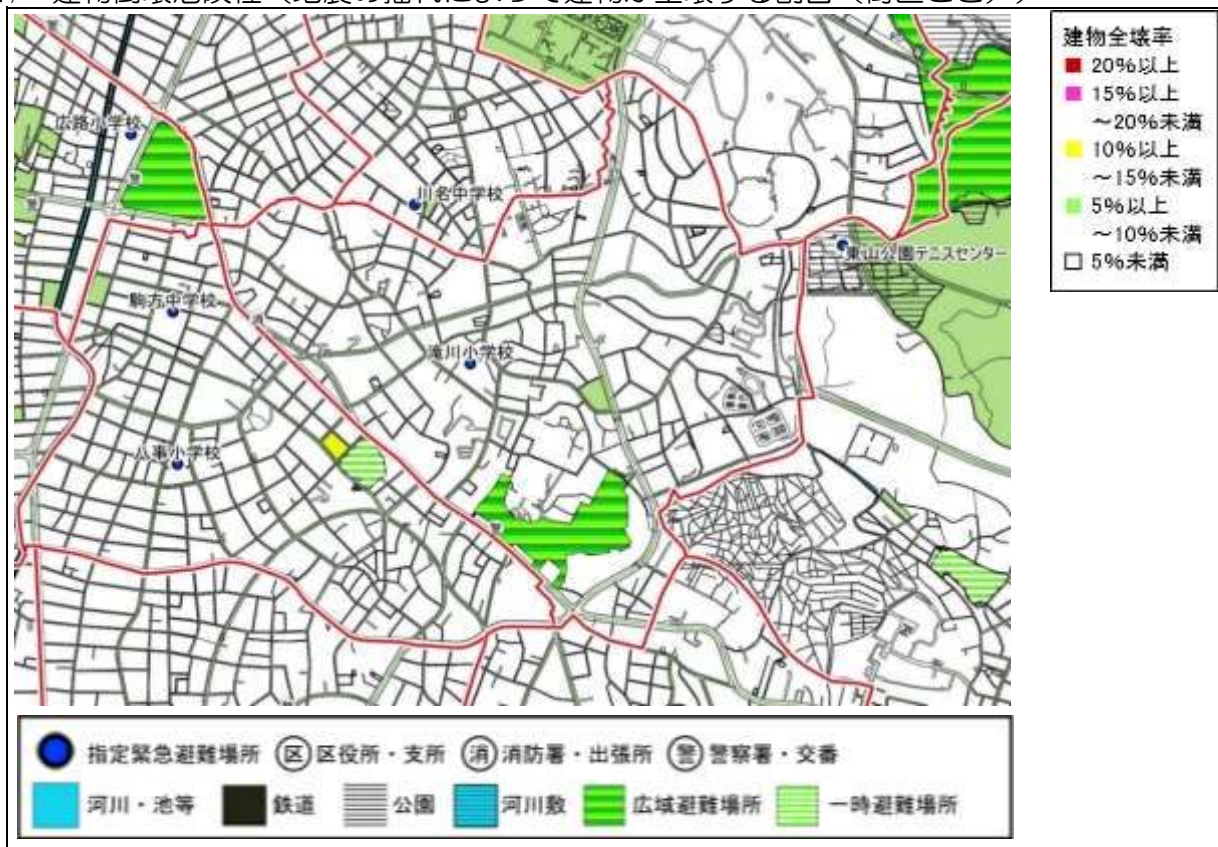 建物全壊率
20%以上
15%以上
～20%未満
10%以上
～15%未満
5%以上
～10%未満
5%未満
広路小学校
川名中学校
東山公園テニスセンター
駒方中学校
滝川小学校
八事小学校
指定緊急避難場所 区 区役所・支所 消 消防署・出張所 警 警察署・交番
河川・池等 鉄道 公園 河川敷 広域避難場所 一時避難場所